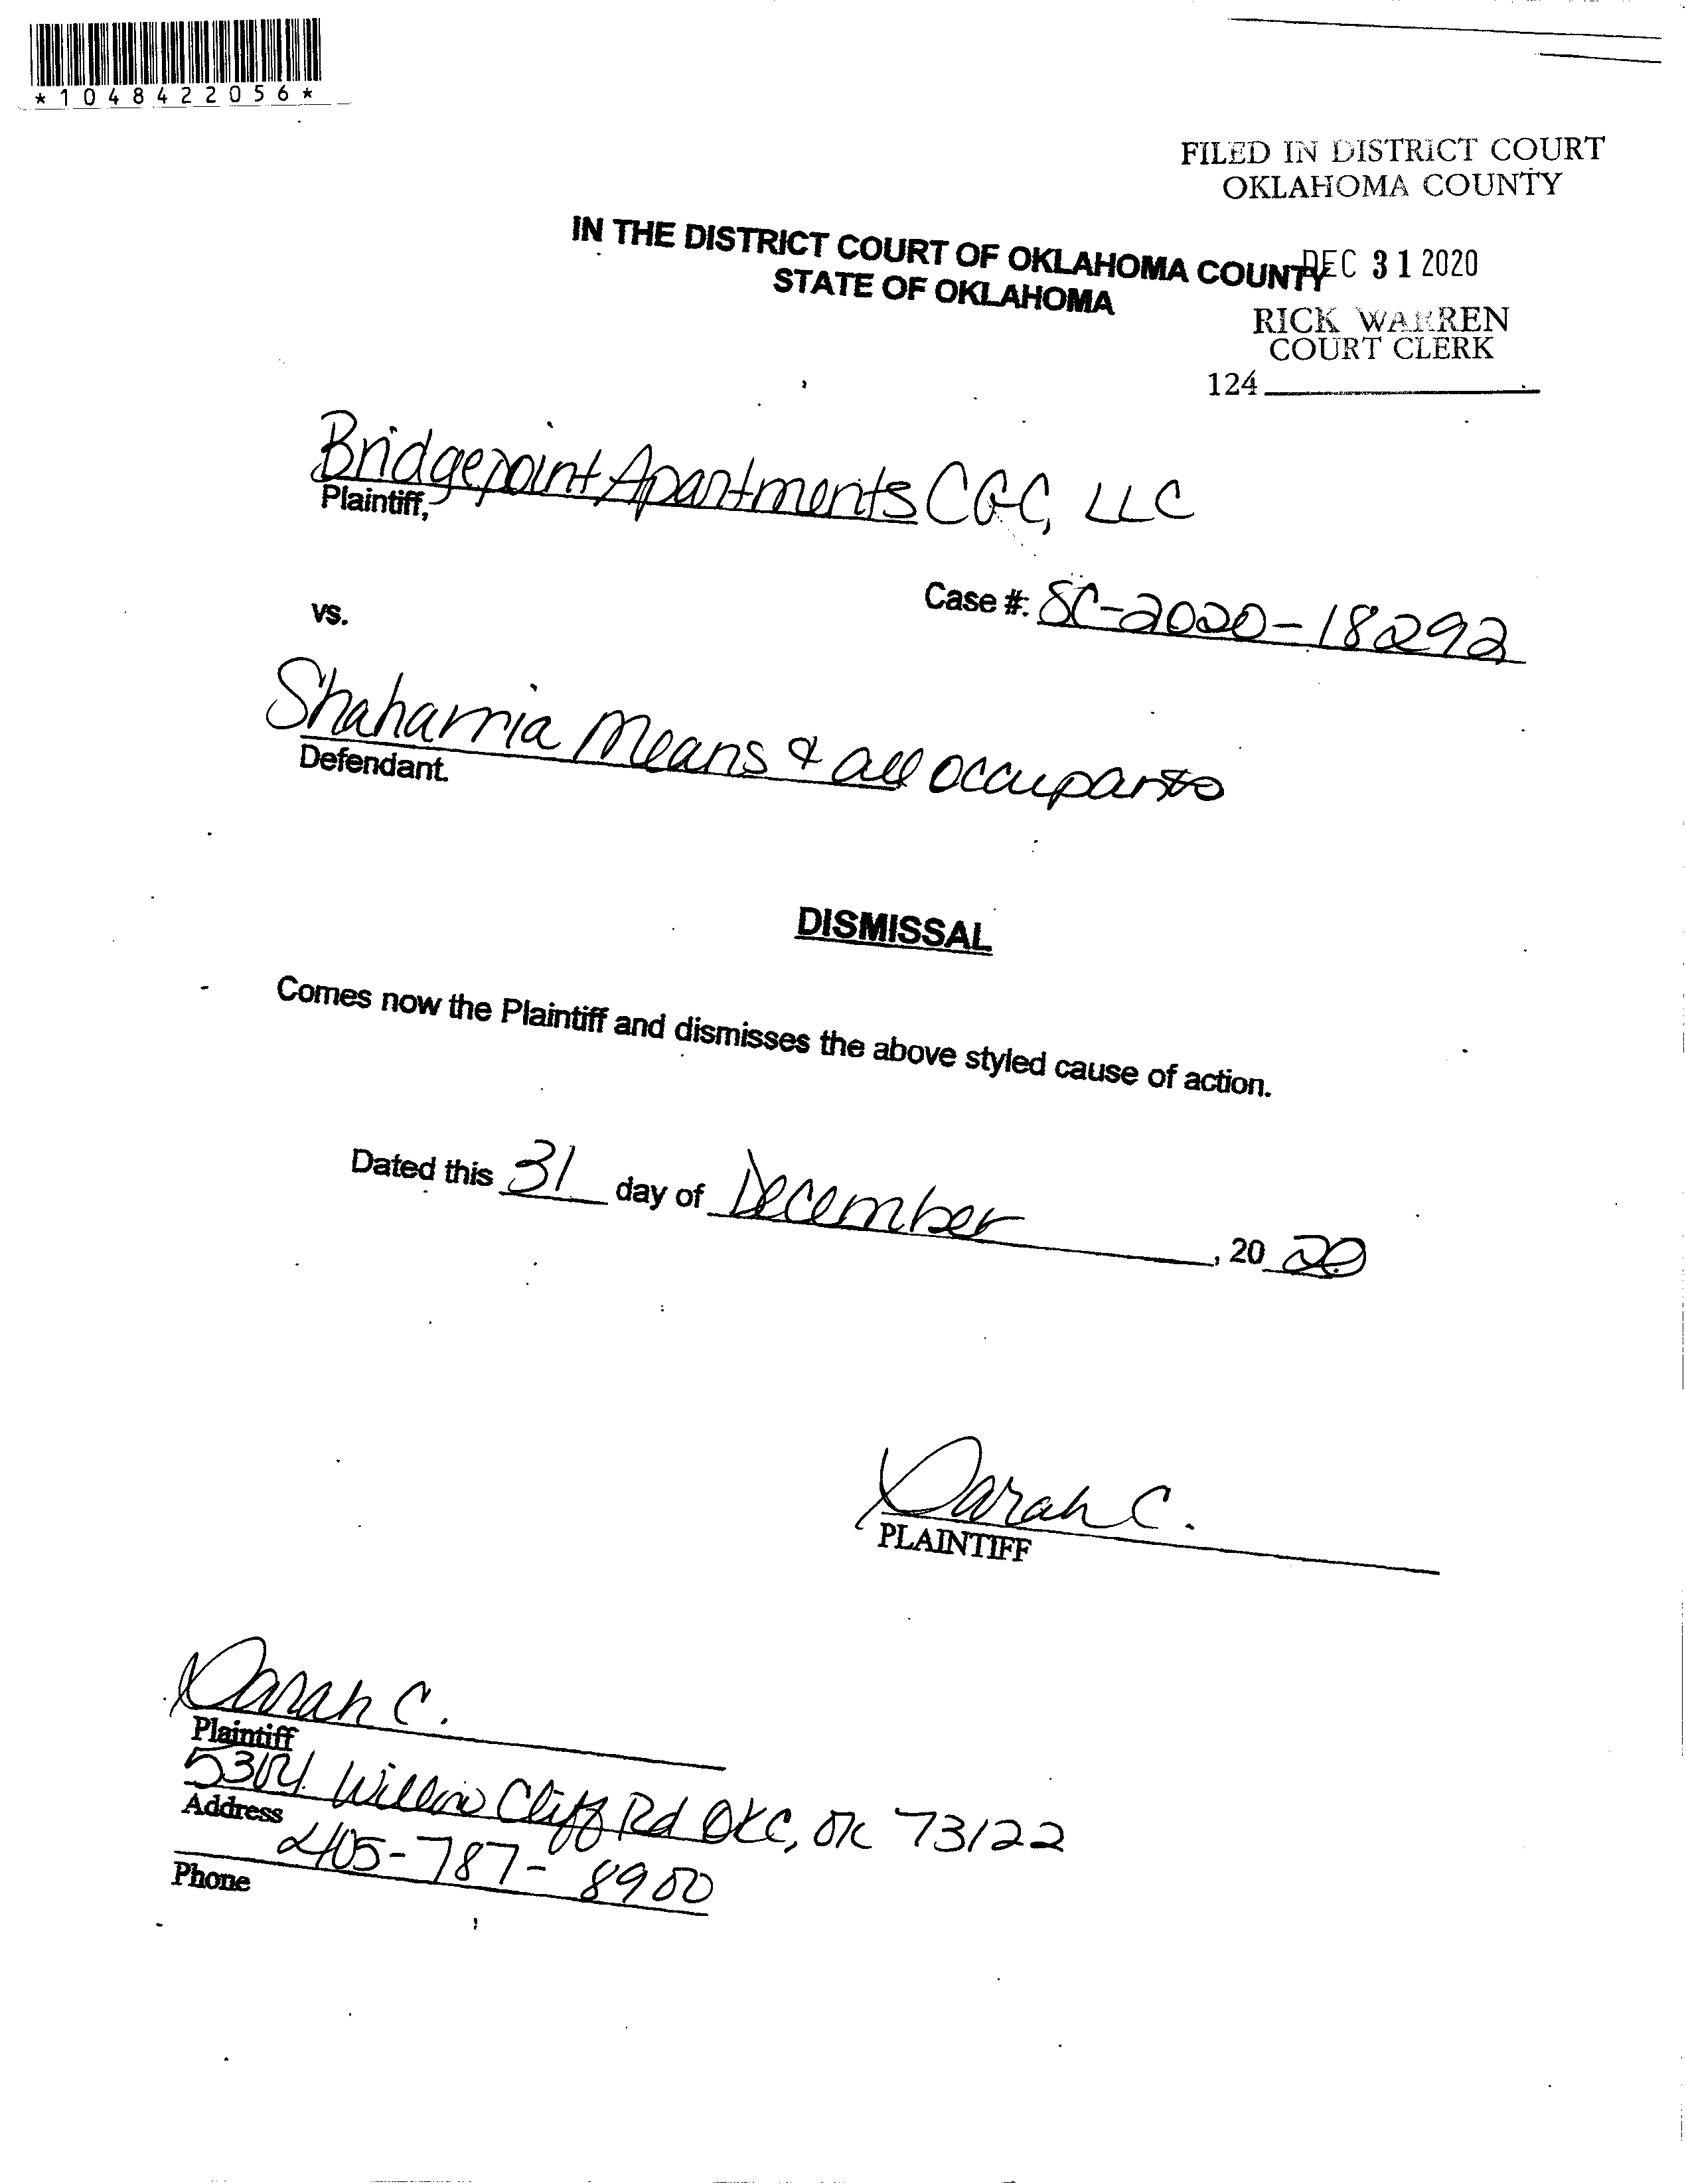 *1048422056*
FILED IN DISTRICT COURT
OKLAHOMA COUNTY
IN THE DISTRICT COURT OF OKLAHOMA COUNTY
STATE OF OKLAHOMA
DEC 31 2020
RICK WARREN
COURT CLERK
124
Bridgepoint Apartments CGC, LLC
Plaintiff,
vs.
Case #: SC-2020-18292
Shaharria Means & all occupants
Defendant.
DISMISSAL
Comes now the Plaintiff and dismisses the above styled cause of action.
Dated this 31 day of December, 2020
Sarah C.
PLAINTIFF
Sarah C.
Plaintiff
Willow Cliff Rd OKC, OK 73122
Address
405-787-8900
Phone